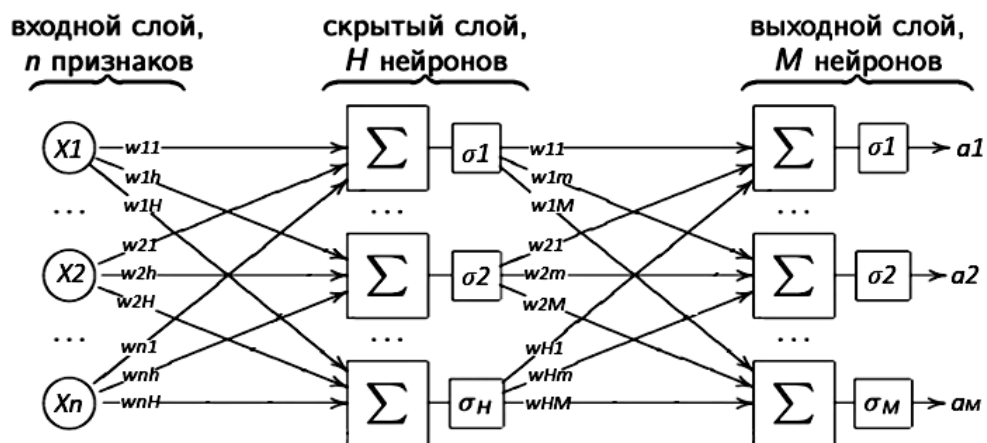 входной слой,
n признаков
скрытый слой,
H нейронов
выходной слой,
M нейронов
X1
w11
w1h
w1H
Σ
σ1
w11
w1m
w1M
Σ
σ1
a1
...
...
...
X2
w21
w2h
w2H
Σ
σ2
w21
w2m
w2M
Σ
σ2
a2
...
...
...
Xn
wn1
wnh
wnH
Σ
σH
wH1
wHm
wHM
Σ
σM
aм